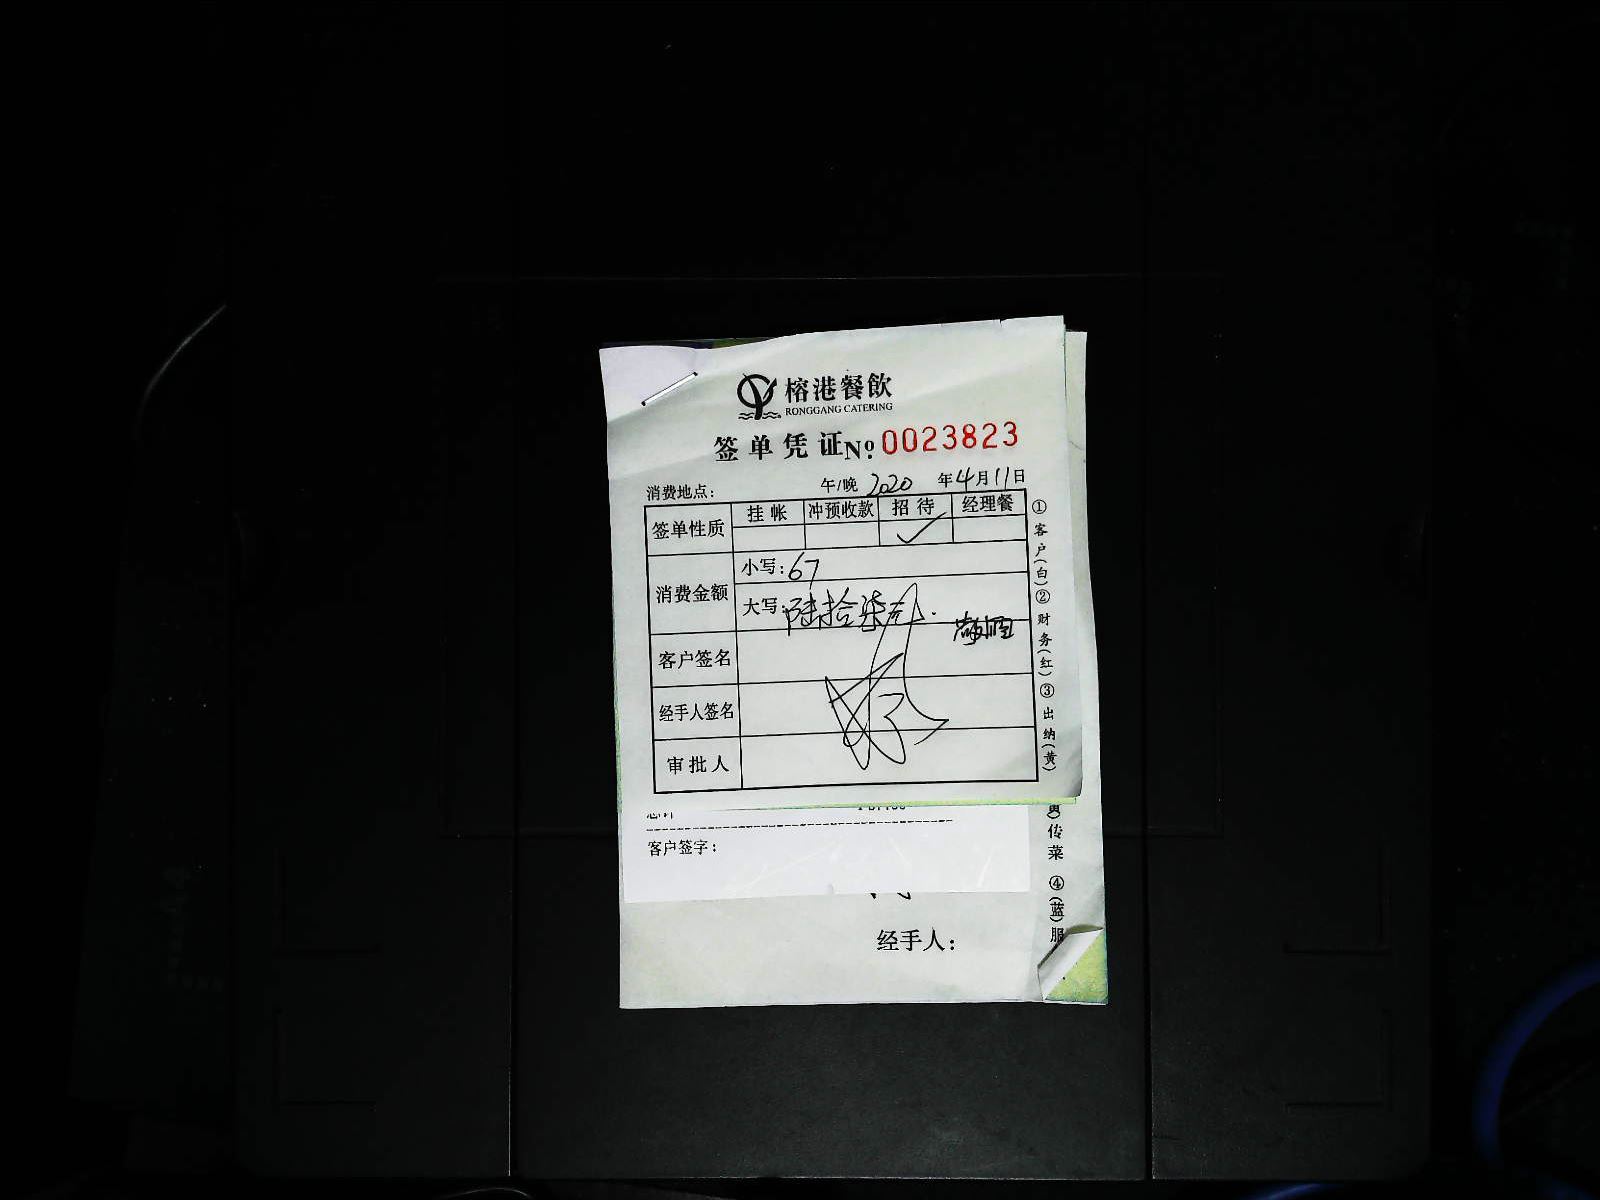 榕港餐飲
RONGGANG CATERING
签单凭证 Nº 0023823
消费地点： 午/晚 2020 年 4 月 11 日
签单性质 挂帐 冲预收款 招待 经理餐
✓
消费金额 小写：67
大写：陆拾柒元.
客户签名
经手人签名
审批人
①客户(白)②财务(红)③出纳(黄)
总计
客户签字：
经手人：
传菜 ④(蓝)服